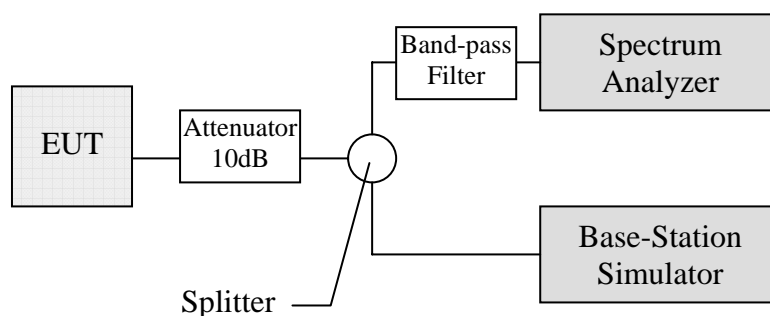 EUT
Attenuator
10dB
Band-pass
Filter
Spectrum
Analyzer
Base-Station
Simulator
Splitter